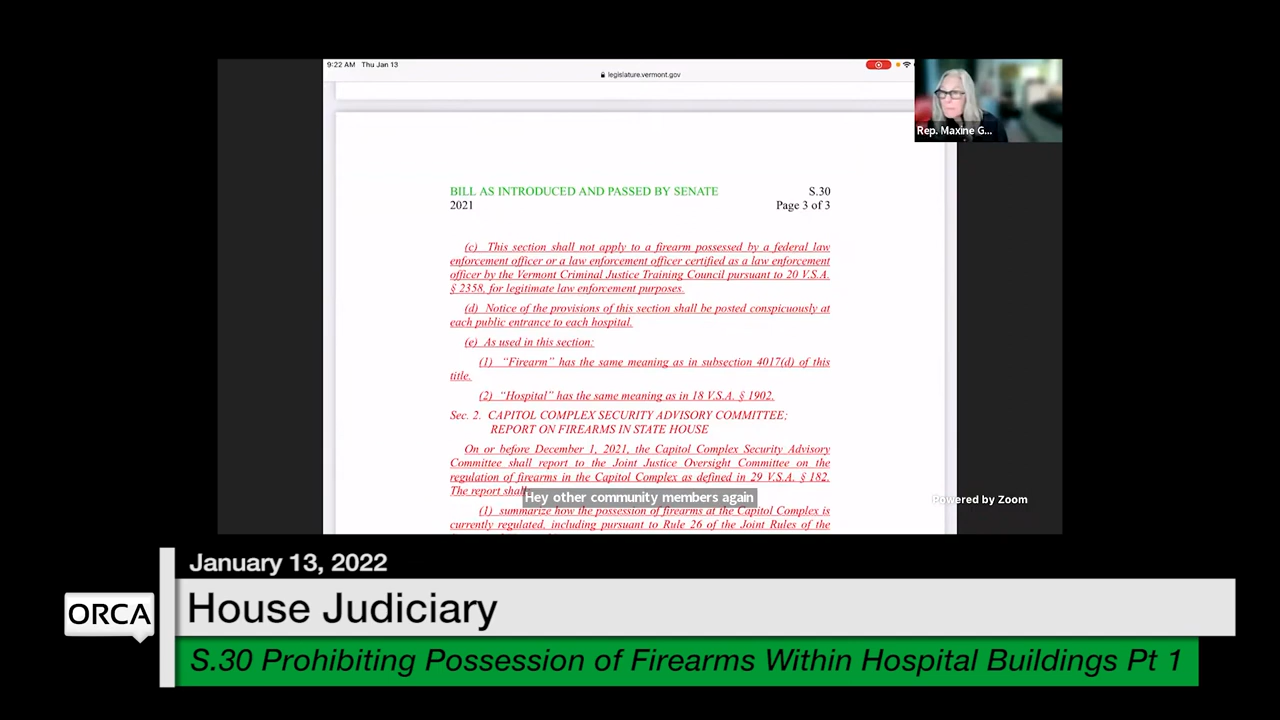 9:22 AM Thu Jan 13
legislature.vermont.gov
Rep. Maxine G...
BILL AS INTRODUCED AND PASSED BY SENATE S.30
2021 Page 3 of 3
(c) This section shall not apply to a firearm possessed by a federal law
enforcement officer or a law enforcement officer certified as a law enforcement
officer by the Vermont Criminal Justice Training Council pursuant to 20 V.S.A.
§ 2358, for legitimate law enforcement purposes.
(d) Notice of the provisions of this section shall be posted conspicuously at
each public entrance to each hospital.
(e) As used in this section:
(1) “Firearm” has the same meaning as in subsection 4017(d) of this
title.
(2) “Hospital” has the same meaning as in 18 V.S.A. § 1902.
Sec. 2. CAPITOL COMPLEX SECURITY ADVISORY COMMITTEE;
REPORT ON FIREARMS IN STATE HOUSE
On or before December 1, 2021, the Capitol Complex Security Advisory
Committee shall report to the Joint Justice Oversight Committee on the
regulation of firearms in the Capitol Complex as defined in 29 V.S.A. § 182.
The report shall
Hey other community members again
Powered by Zoom
(1) summarize how the possession of firearms at the Capitol Complex is
currently regulated, including pursuant to Rule 26 of the Joint Rules of the
January 13, 2022
ORCA
House Judiciary
S.30 Prohibiting Possession of Firearms Within Hospital Buildings Pt 1